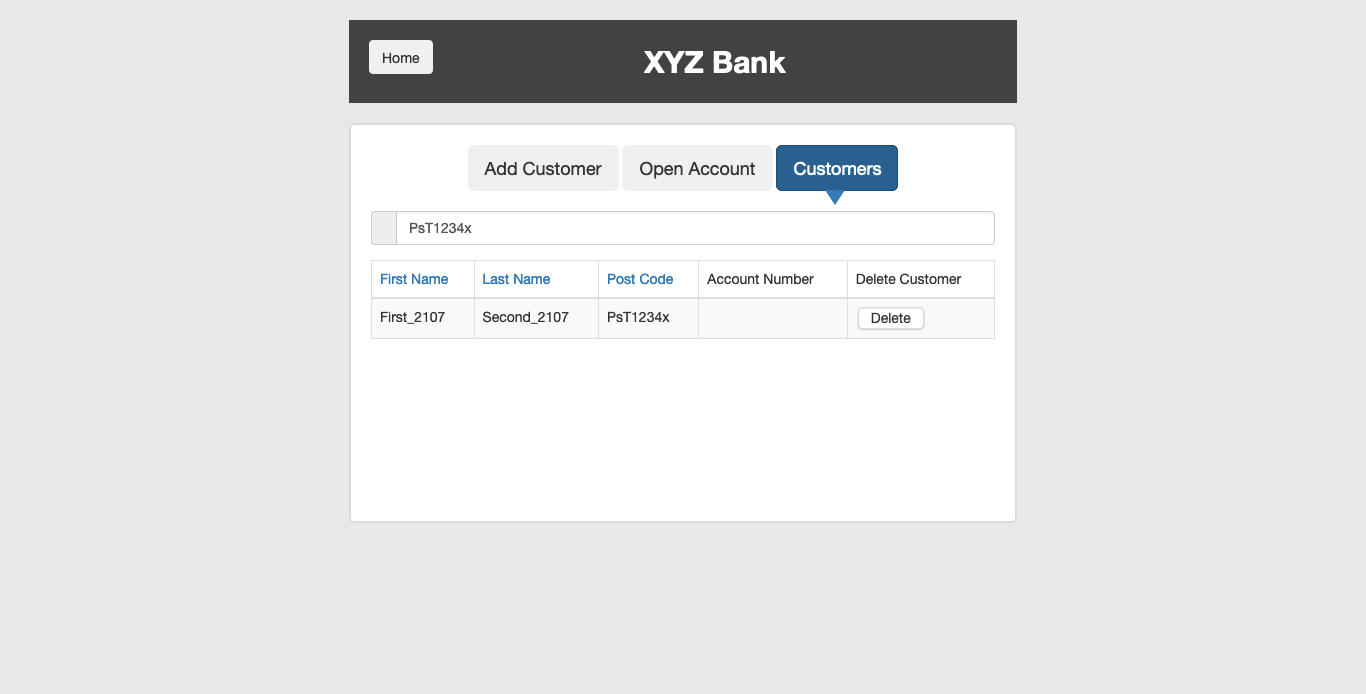 Home
XYZ Bank
Add Customer Open Account Customers
PsT1234x
First Name Last Name Post Code Account Number Delete Customer
First_2107 Second_2107 PsT1234x Delete